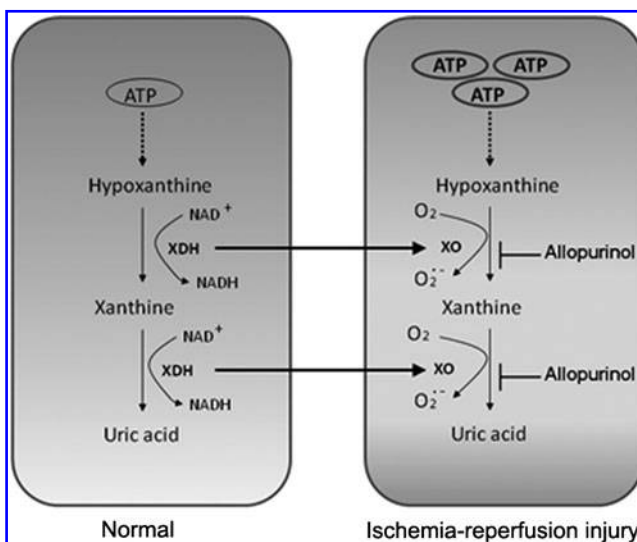 ATP
Hypoxanthine
NAD+
XDH
NADH
Xanthine
NAD+
XDH
NADH
Uric acid
Normal
ATP ATP
ATP
Hypoxanthine
O2
XO
Allopurinol
O2·-
Xanthine
O2
XO
Allopurinol
O2·-
Uric acid
Ischemia-reperfusion injury